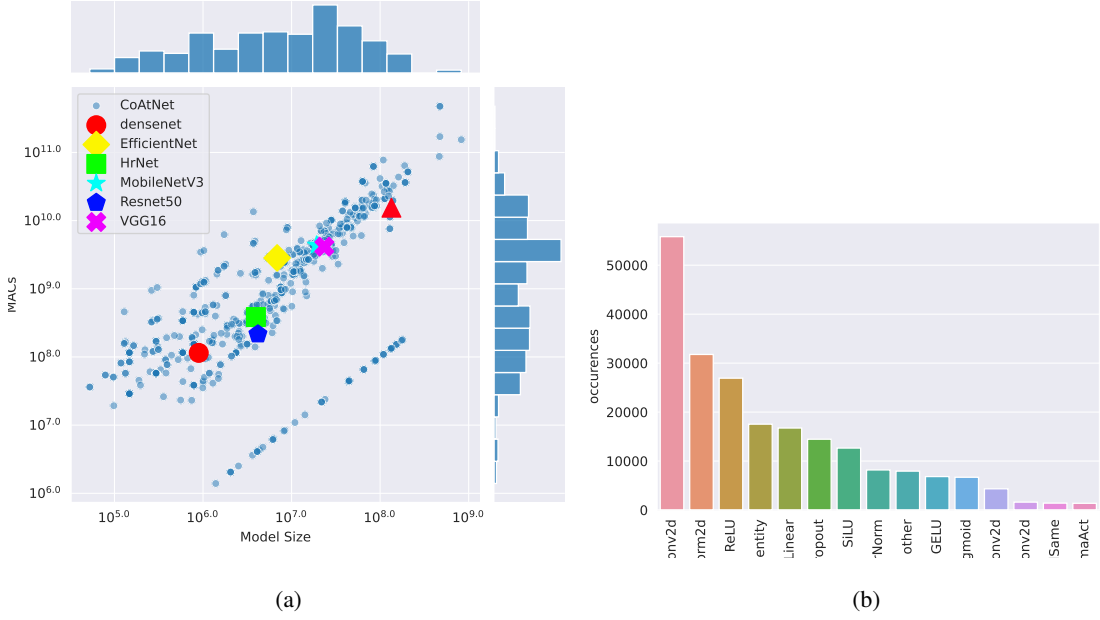 CoAtNet
densenet
EfficientNet
HrNet
MobileNetV3
Resnet50
VGG16
MACs
10^11.0
10^10.0
10^9.0
10^8.0
10^7.0
10^6.0
10^5.0 10^6.0 10^7.0 10^8.0 10^9.0
Model Size
(a)
occurences
50000
40000
30000
20000
10000
0
onv2d
orm2d
ReLU
entity
Linear
ropout
SiLU
rNorm
other
GELU
gmoid
onv2d
onv2d
Same
maAct
(b)